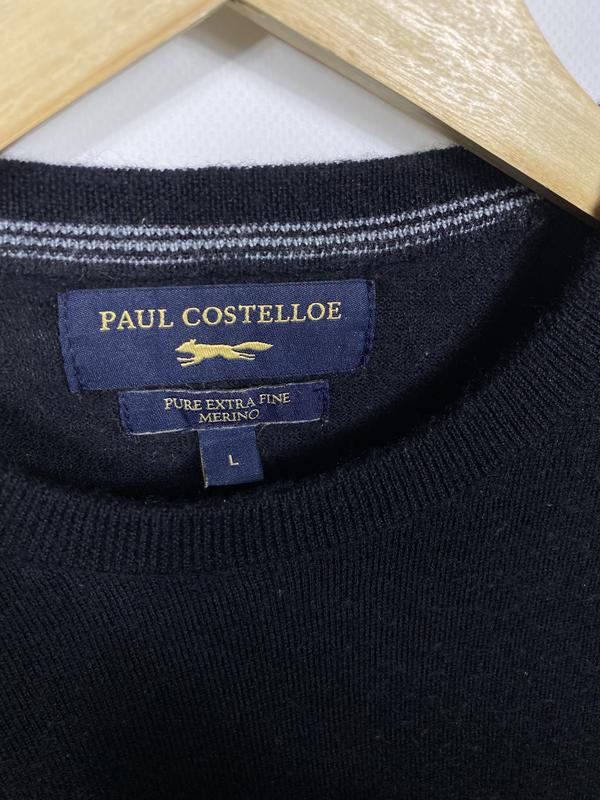 PAUL COSTELLOE
PURE EXTRA FINE
MERINO
L